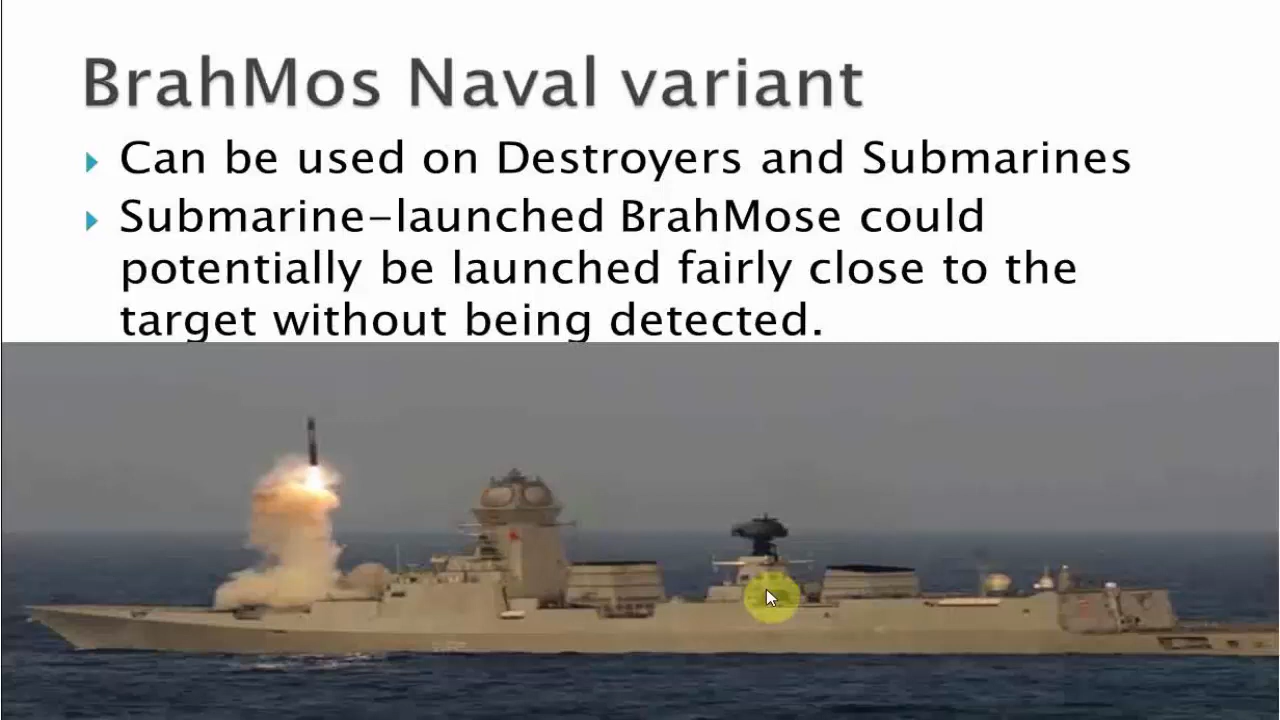 BrahMos Naval variant
Can be used on Destroyers and Submarines
Submarine-launched BrahMose could
potentially be launched fairly close to the
target without being detected.